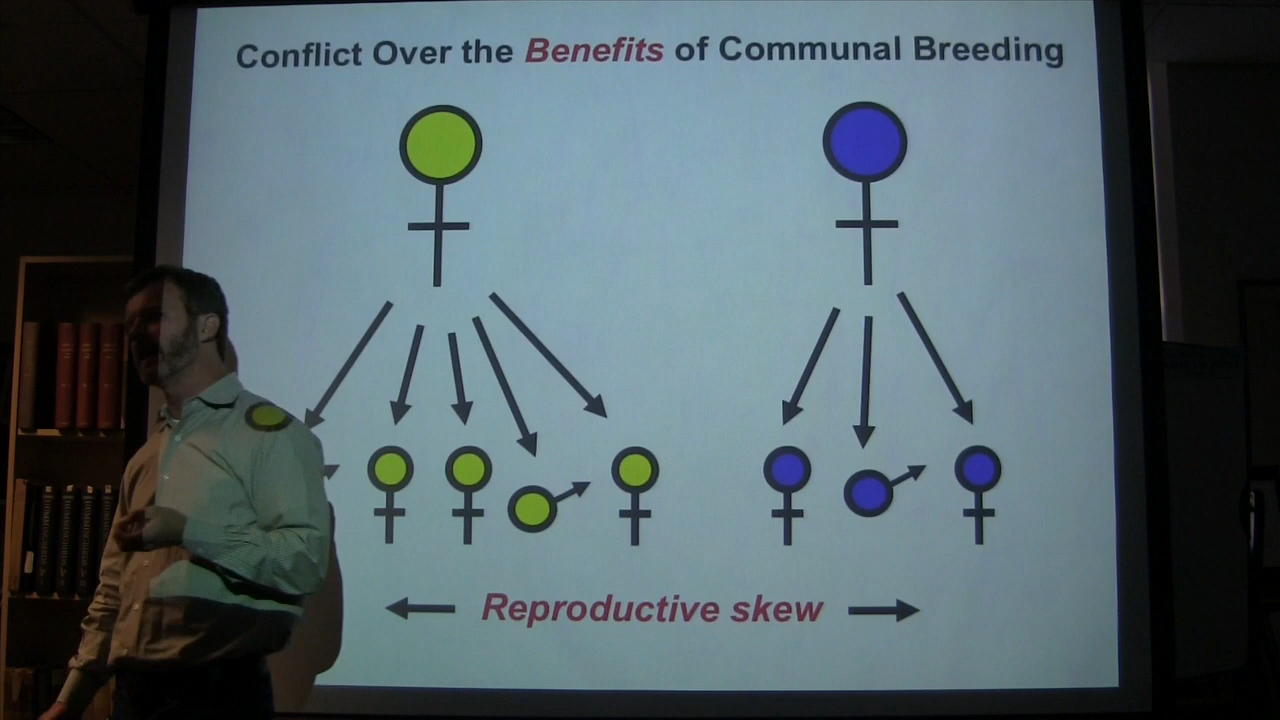 Conflict Over the Benefits of Communal Breeding
Reproductive skew